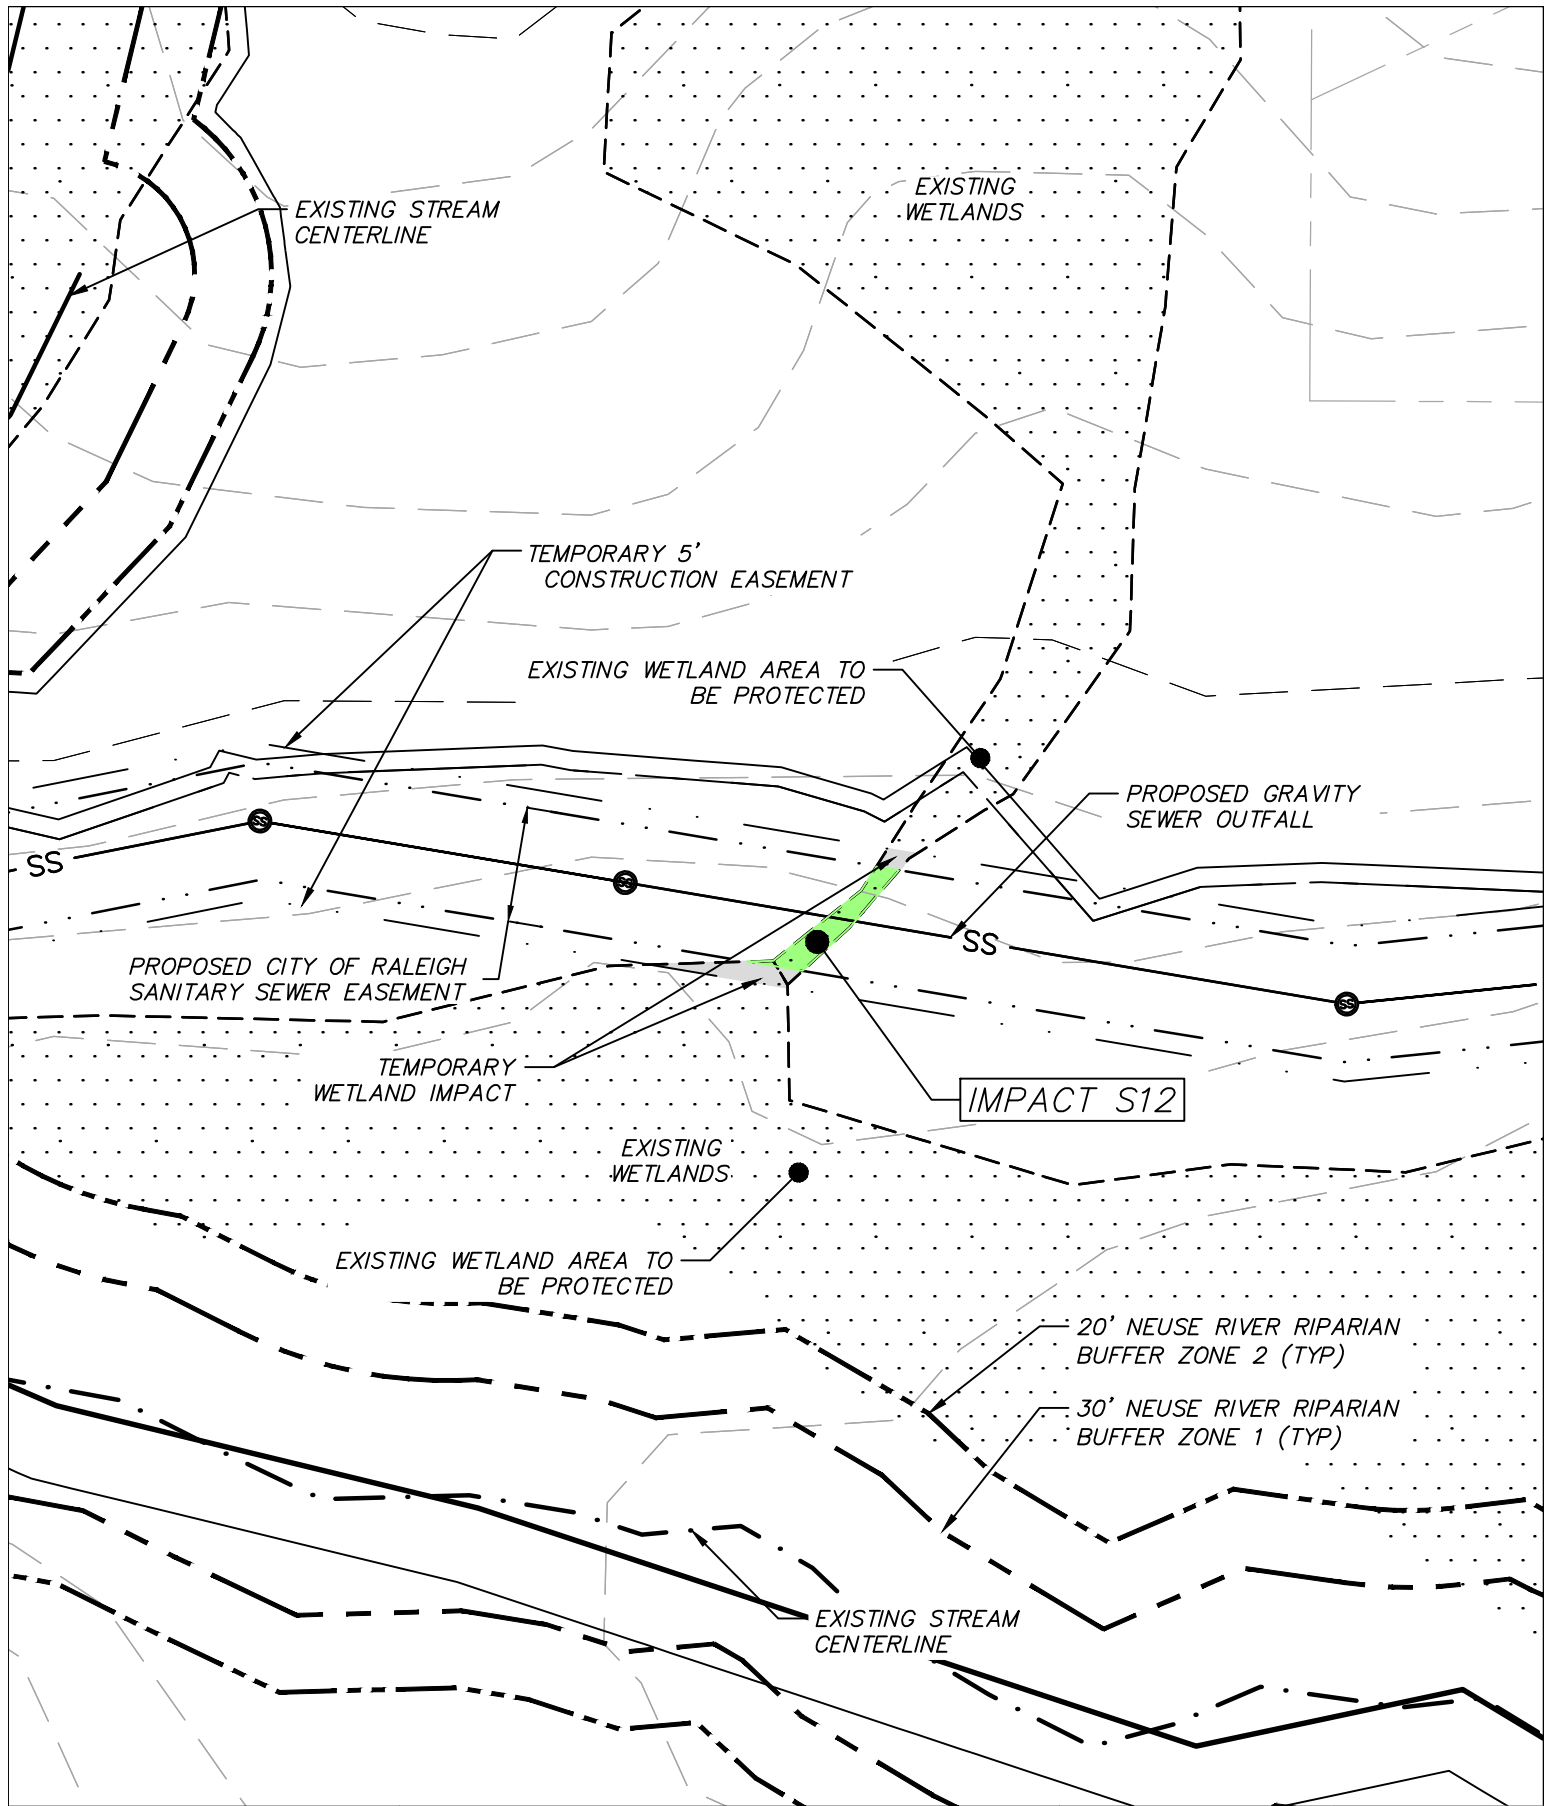 EXISTING
WETLANDS
EXISTING STREAM
CENTERLINE
TEMPORARY 5'
CONSTRUCTION EASEMENT
EXISTING WETLAND AREA TO
BE PROTECTED
PROPOSED GRAVITY
SEWER OUTFALL
SS
SS
SS
SS
SS
PROPOSED CITY OF RALEIGH
SANITARY SEWER EASEMENT
TEMPORARY
WETLAND IMPACT
IMPACT S12
EXISTING
WETLANDS
EXISTING WETLAND AREA TO
BE PROTECTED
20' NEUSE RIVER RIPARIAN
BUFFER ZONE 2 (TYP)
30' NEUSE RIVER RIPARIAN
BUFFER ZONE 1 (TYP)
EXISTING STREAM
CENTERLINE